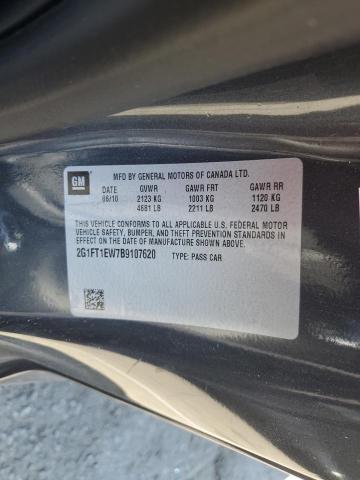 GM
MFD BY GENERAL MOTORS OF CANADA LTD.
DATE GVWR GAWR FRT GAWR RR
06/10 2123 KG 1003 KG 1120 KG
4681 LB 2211 LB 2470 LB
THIS VEHICLE CONFORMS TO ALL APPLICABLE U.S. FEDERAL MOTOR
VEHICLE SAFETY, BUMPER, AND THEFT PREVENTION STANDARDS IN
EFFECT ON THE DATE OF MANUFACTURE SHOWN ABOVE.
2G1FT1EW7B9107620 TYPE: PASS CAR